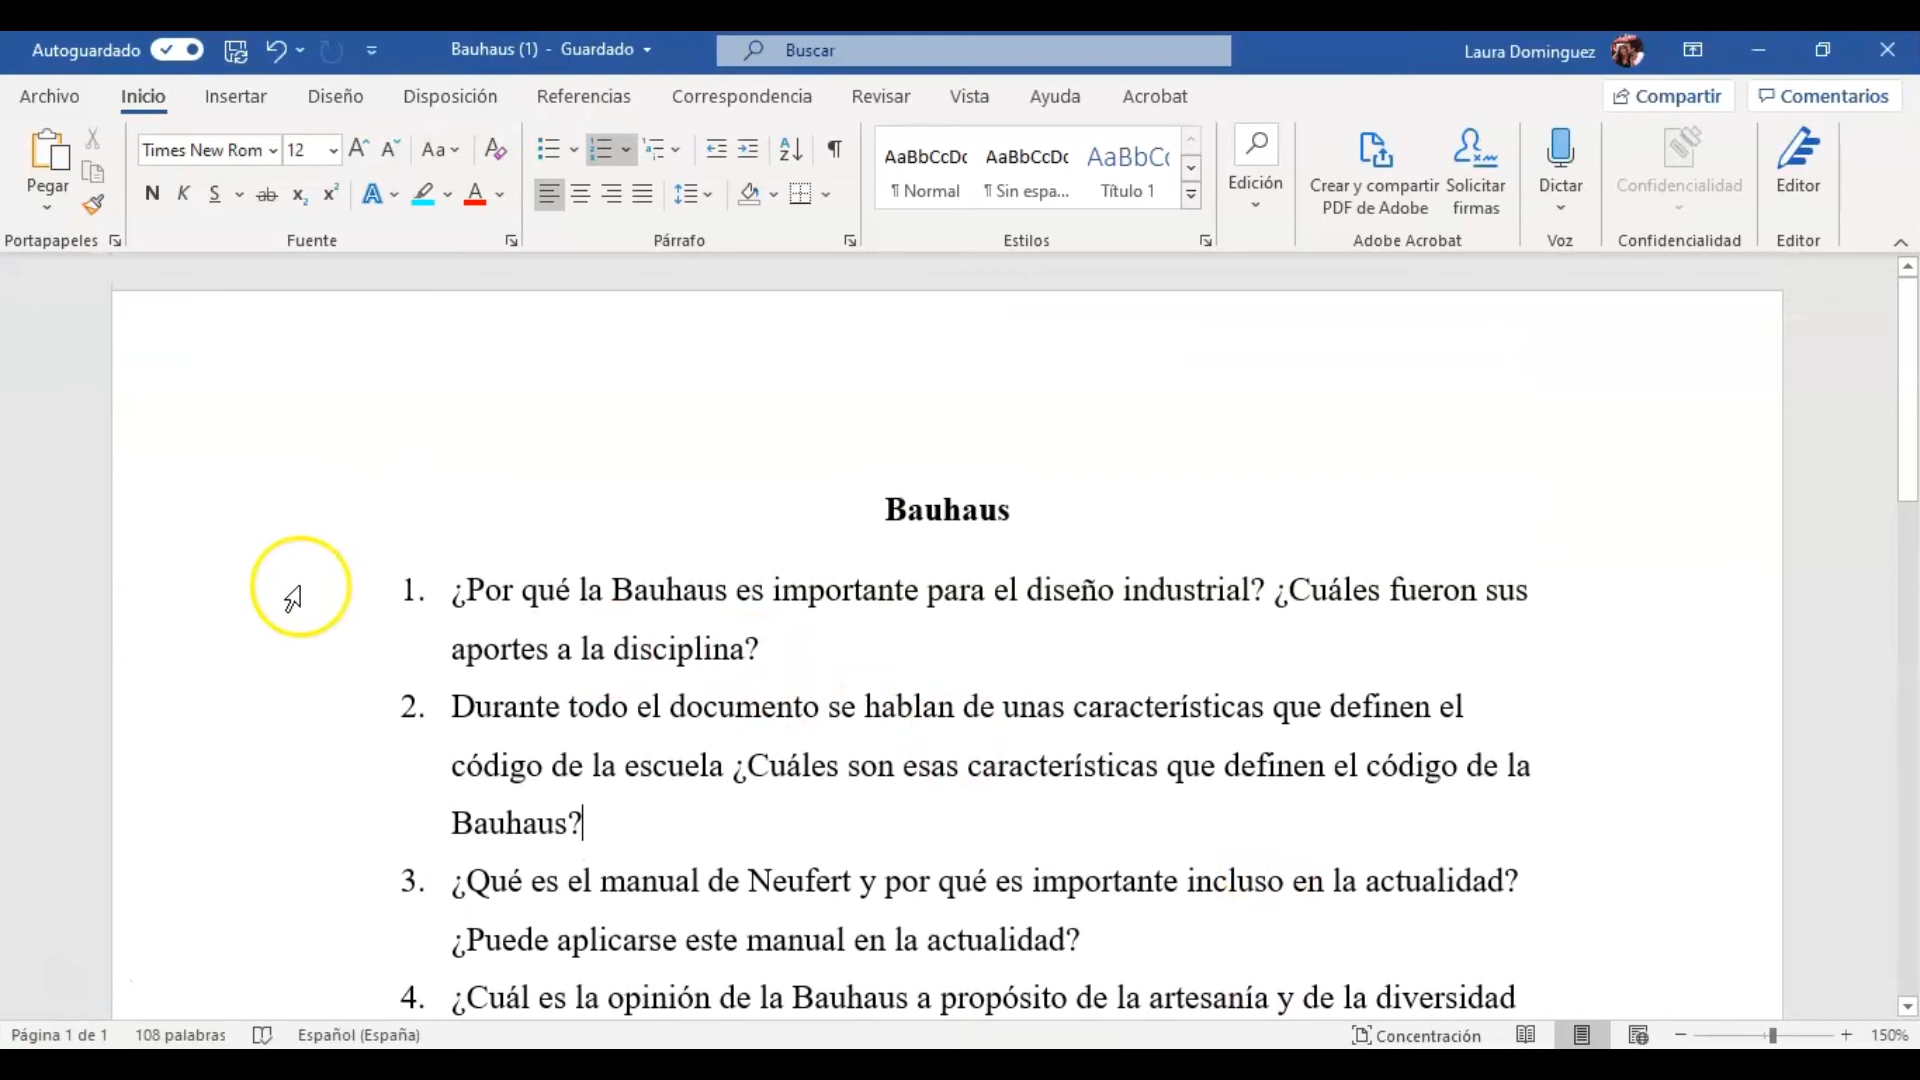 Autoguardado Bauhaus (1) - Guardado Buscar Laura Dominguez
Archivo Inicio Insertar Diseño Disposición Referencias Correspondencia Revisar Vista Ayuda Acrobat Compartir Comentarios
Times New Rom 12 Aa
AaBbCcDc AaBbCcDc AaBbCc
Pegar N K S ab x₂ x² A A ¶ Normal ¶ Sin espa... Título 1
Edición
Crear y compartir PDF de Adobe
Solicitar firmas
Dictar
Confidencialidad
Editor
Portapapeles Fuente Párrafo Estilos Adobe Acrobat Voz Confidencialidad Editor
Bauhaus
1. ¿Por qué la Bauhaus es importante para el diseño industrial? ¿Cuáles fueron sus
aportes a la disciplina?
2. Durante todo el documento se hablan de unas características que definen el
código de la escuela ¿Cuáles son esas características que definen el código de la
Bauhaus?
3. ¿Qué es el manual de Neufert y por qué es importante incluso en la actualidad?
¿Puede aplicarse este manual en la actualidad?
4. ¿Cuál es la opinión de la Bauhaus a propósito de la artesanía y de la diversidad
Página 1 de 1 108 palabras Español (España) Concentración 150%